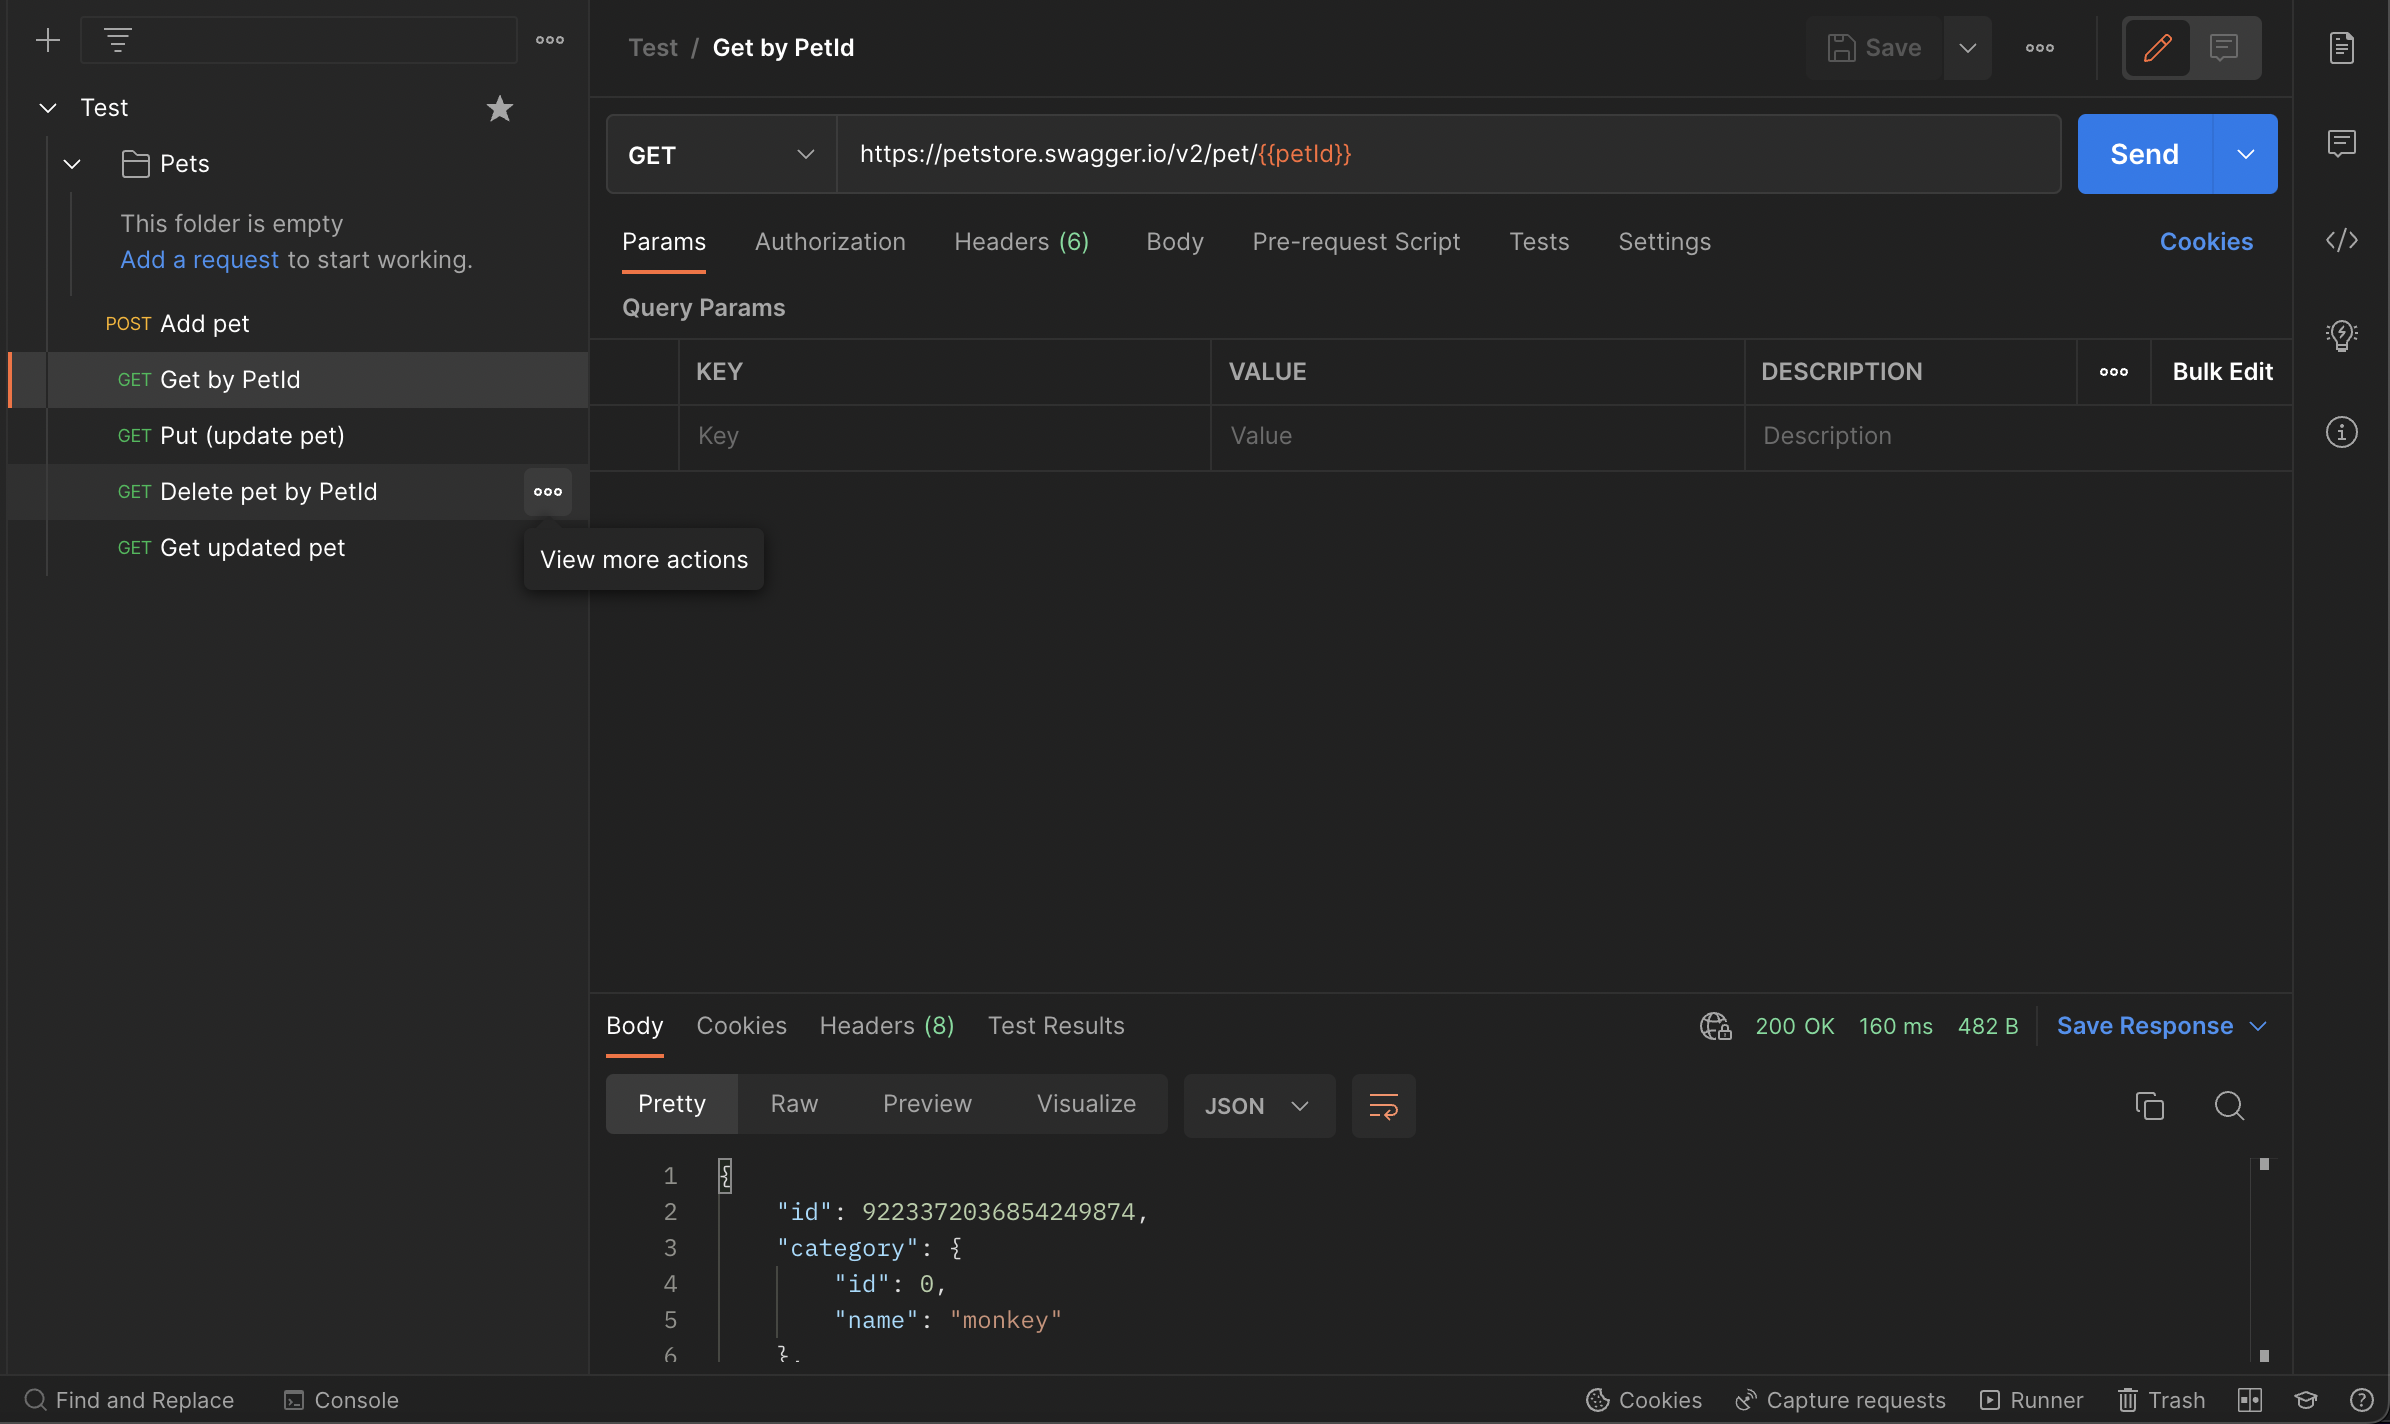 Test
Pets
This folder is empty
Add a request to start working.
POST Add pet
GET Get by PetId
GET Put (update pet)
GET Delete pet by PetId
GET Get updated pet
View more actions
Test / Get by PetId
Save
GET
https://petstore.swagger.io/v2/pet/{{petId}}
Send
Params Authorization Headers (6) Body Pre-request Script Tests Settings Cookies
Query Params
KEY VALUE DESCRIPTION Bulk Edit
Key Value Description
Body Cookies Headers (8) Test Results 200 OK 160 ms 482 B Save Response
Pretty Raw Preview Visualize JSON
1 {
2 "id": 9223372036854249874,
3 "category": {
4 "id": 0,
5 "name": "monkey"
6 },
Find and Replace Console Cookies Capture requests Runner Trash